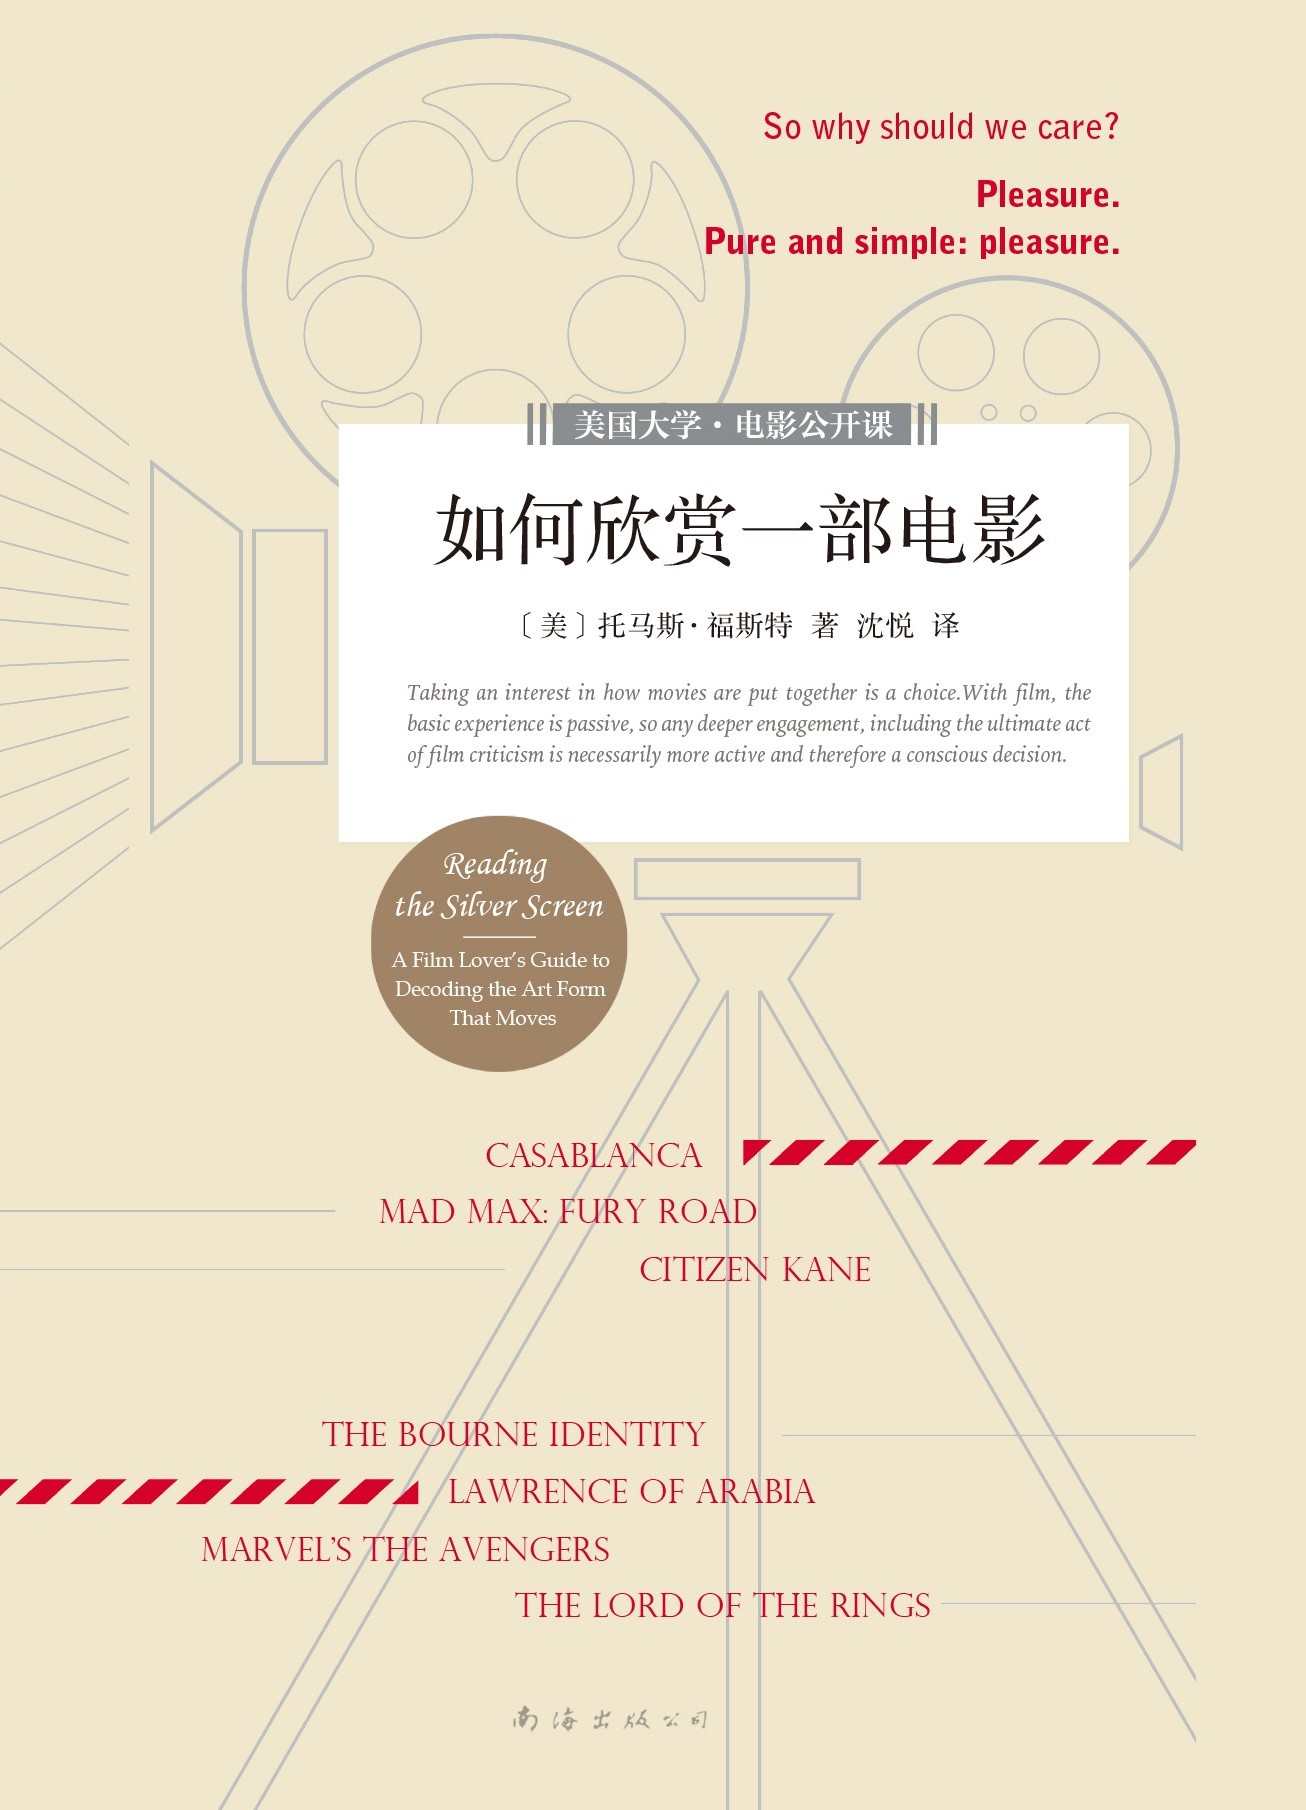 So why should we care?
Pleasure.
Pure and simple: pleasure.
美国大学·电影公开课
如何欣赏一部电影
〔美〕托马斯·福斯特 著 沈悦 译
Taking an interest in how movies are put together is a choice.With film, the
basic experience is passive, so any deeper engagement, including the ultimate act
of film criticism is necessarily more active and therefore a conscious decision.
Reading
the Silver Screen
A Film Lover's Guide to
Decoding the Art Form
That Moves
CASABLANCA
MAD MAX: FURY ROAD
CITIZEN KANE
THE BOURNE IDENTITY
LAWRENCE OF ARABIA
MARVEL'S THE AVENGERS
THE LORD OF THE RINGS
南海出版公司